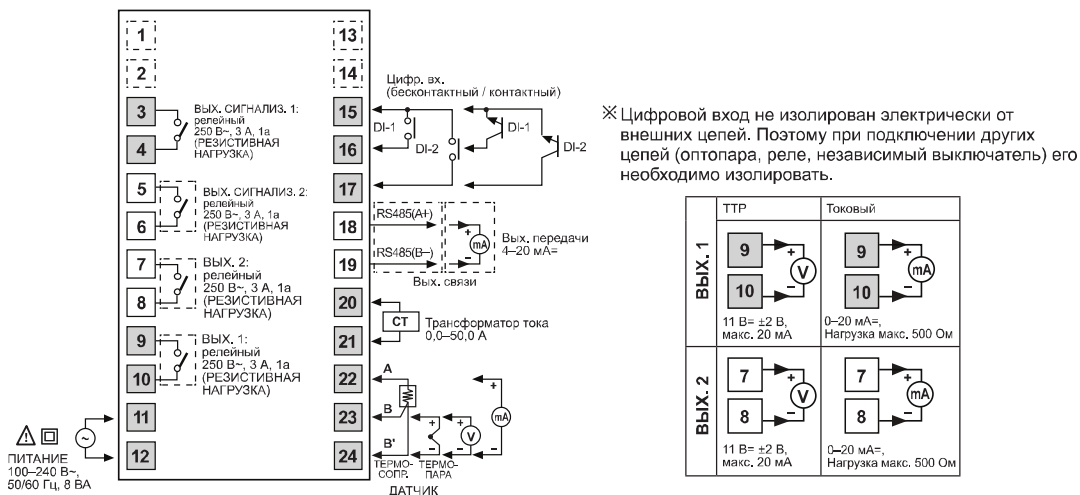 1
2
3
4
5
6
7
8
9
10
11
12
13
14
15
16
17
18
19
20
21
22
23
24
ВЫХ. СИГНАЛИЗ. 1:
релейный
250 В~, 3 А, 1а
(РЕЗИСТИВНАЯ
НАГРУЗКА)
ВЫХ. СИГНАЛИЗ. 2:
релейный
250 В~, 3 А, 1а
(РЕЗИСТИВНАЯ
НАГРУЗКА)
ВЫХ. 2:
релейный
250 В~, 3 А, 1а
(РЕЗИСТИВНАЯ
НАГРУЗКА)
ВЫХ. 1:
релейный
250 В~, 3 А, 1а
(РЕЗИСТИВНАЯ
НАГРУЗКА)
~
ПИТАНИЕ
100–240 В~,
50/60 Гц, 8 ВА
Цифр. вх.
(бесконтактный / контактный)
DI-1
DI-2
DI-1
DI-2
RS485(A+)
RS485(B–)
+
mA
–
Вых. передачи
4–20 мА=
Вых. связи
CT
Трансформатор тока
0,0–50,0 А
A
B
B'
+
–
+
V
–
+
mA
–
ТЕРМО-
СОПР.
ТЕРМО-
ПАРА
ДАТЧИК
※ Цифровой вход не изолирован электрически от
внешних цепей. Поэтому при подключении других
цепей (оптопара, реле, независимый выключатель) его
необходимо изолировать.
ТТР
Токовый
ВЫХ. 1
9
10
+
V
–
11 В= ±2 В,
макс. 20 мА
9
10
+
mA
–
0–20 мА=,
Нагрузка макс. 500 Ом
ВЫХ. 2
7
8
+
V
–
11 В= ±2 В,
макс. 20 мА
7
8
+
mA
–
0–20 мА=,
Нагрузка макс. 500 Ом